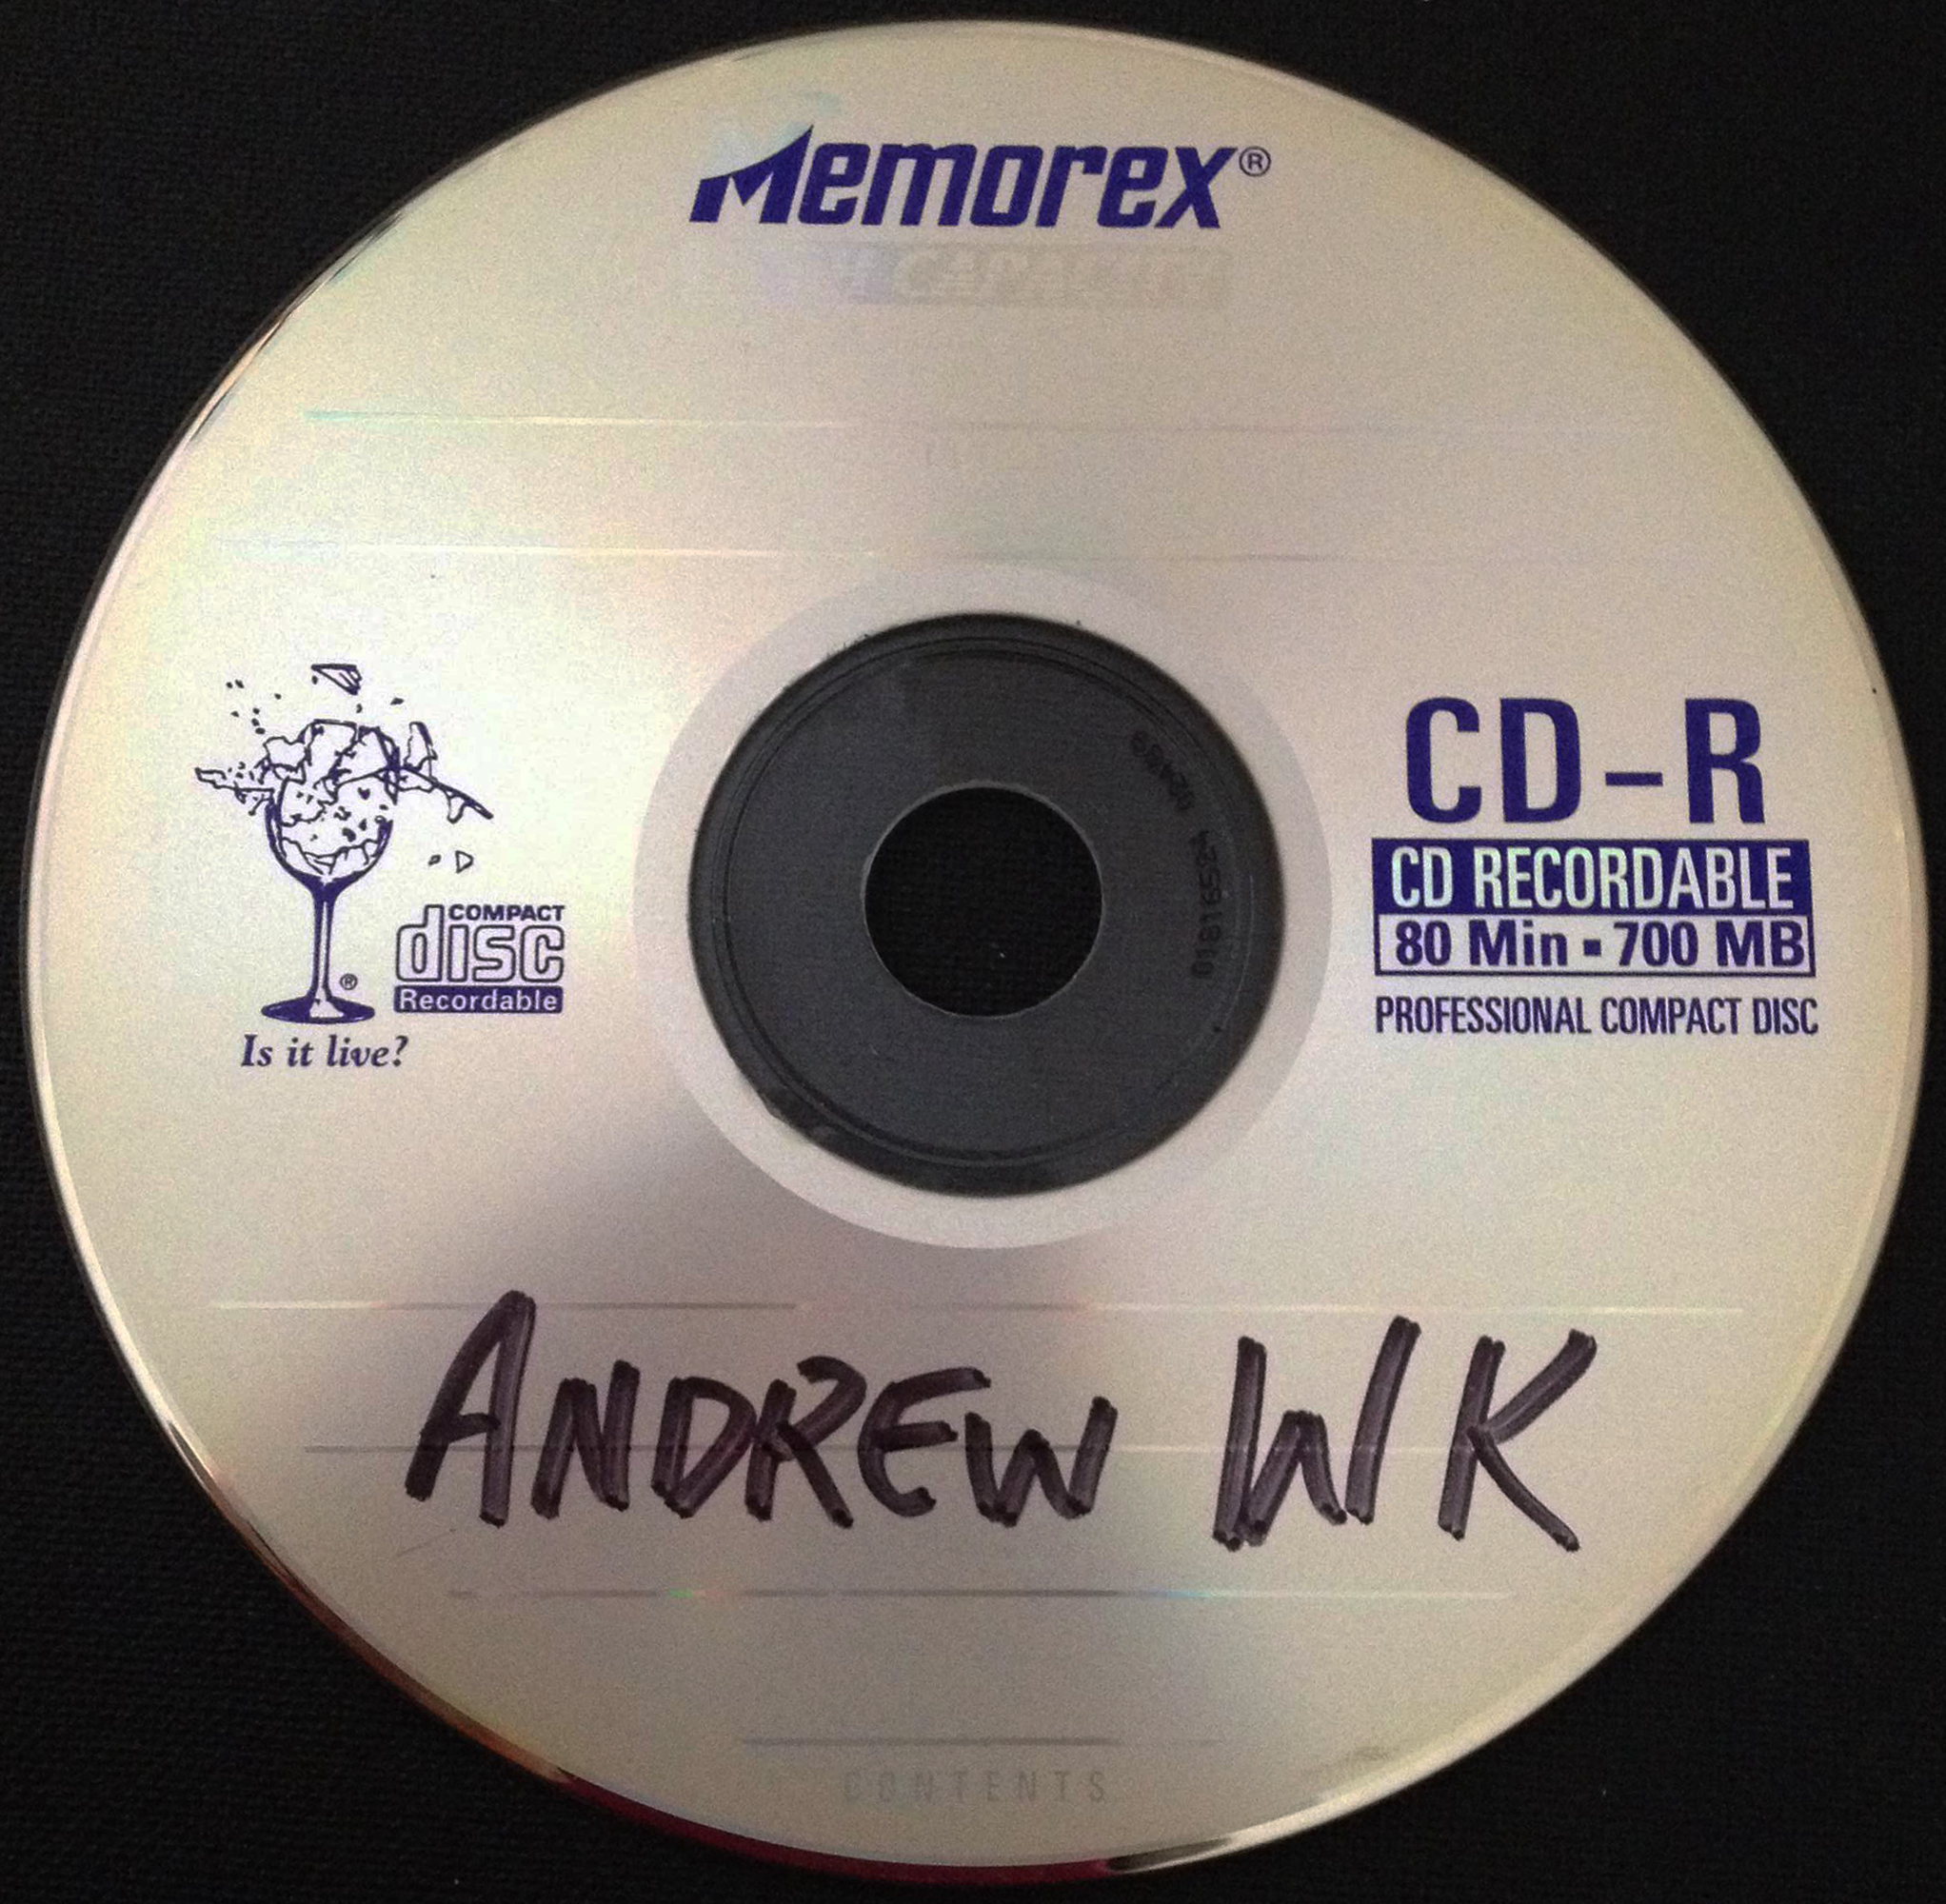 Memorex®
CD-R
CD RECORDABLE
80 Min ▪ 700 MB
PROFESSIONAL COMPACT DISC
COMPACT
disc
Recordable
®
Is it live?
ANDREW WK
CONTENTS